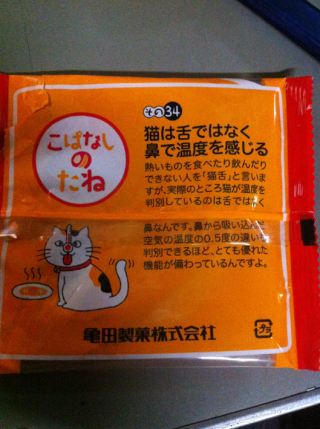 その34
こばなし
の
たね
猫は舌ではなく
鼻で温度を感じる
熱いものを食べたり飲んだり
できない人を「猫舌」と言いま
すが、実際のところ猫が温度を
判別しているのは舌ではなく
鼻なんです。鼻から吸い込んだ
空気の温度の0.5度の違いも
判別できるほど、とても優れた
機能が備わっているんですよ。
亀田製菓株式会社
プラ